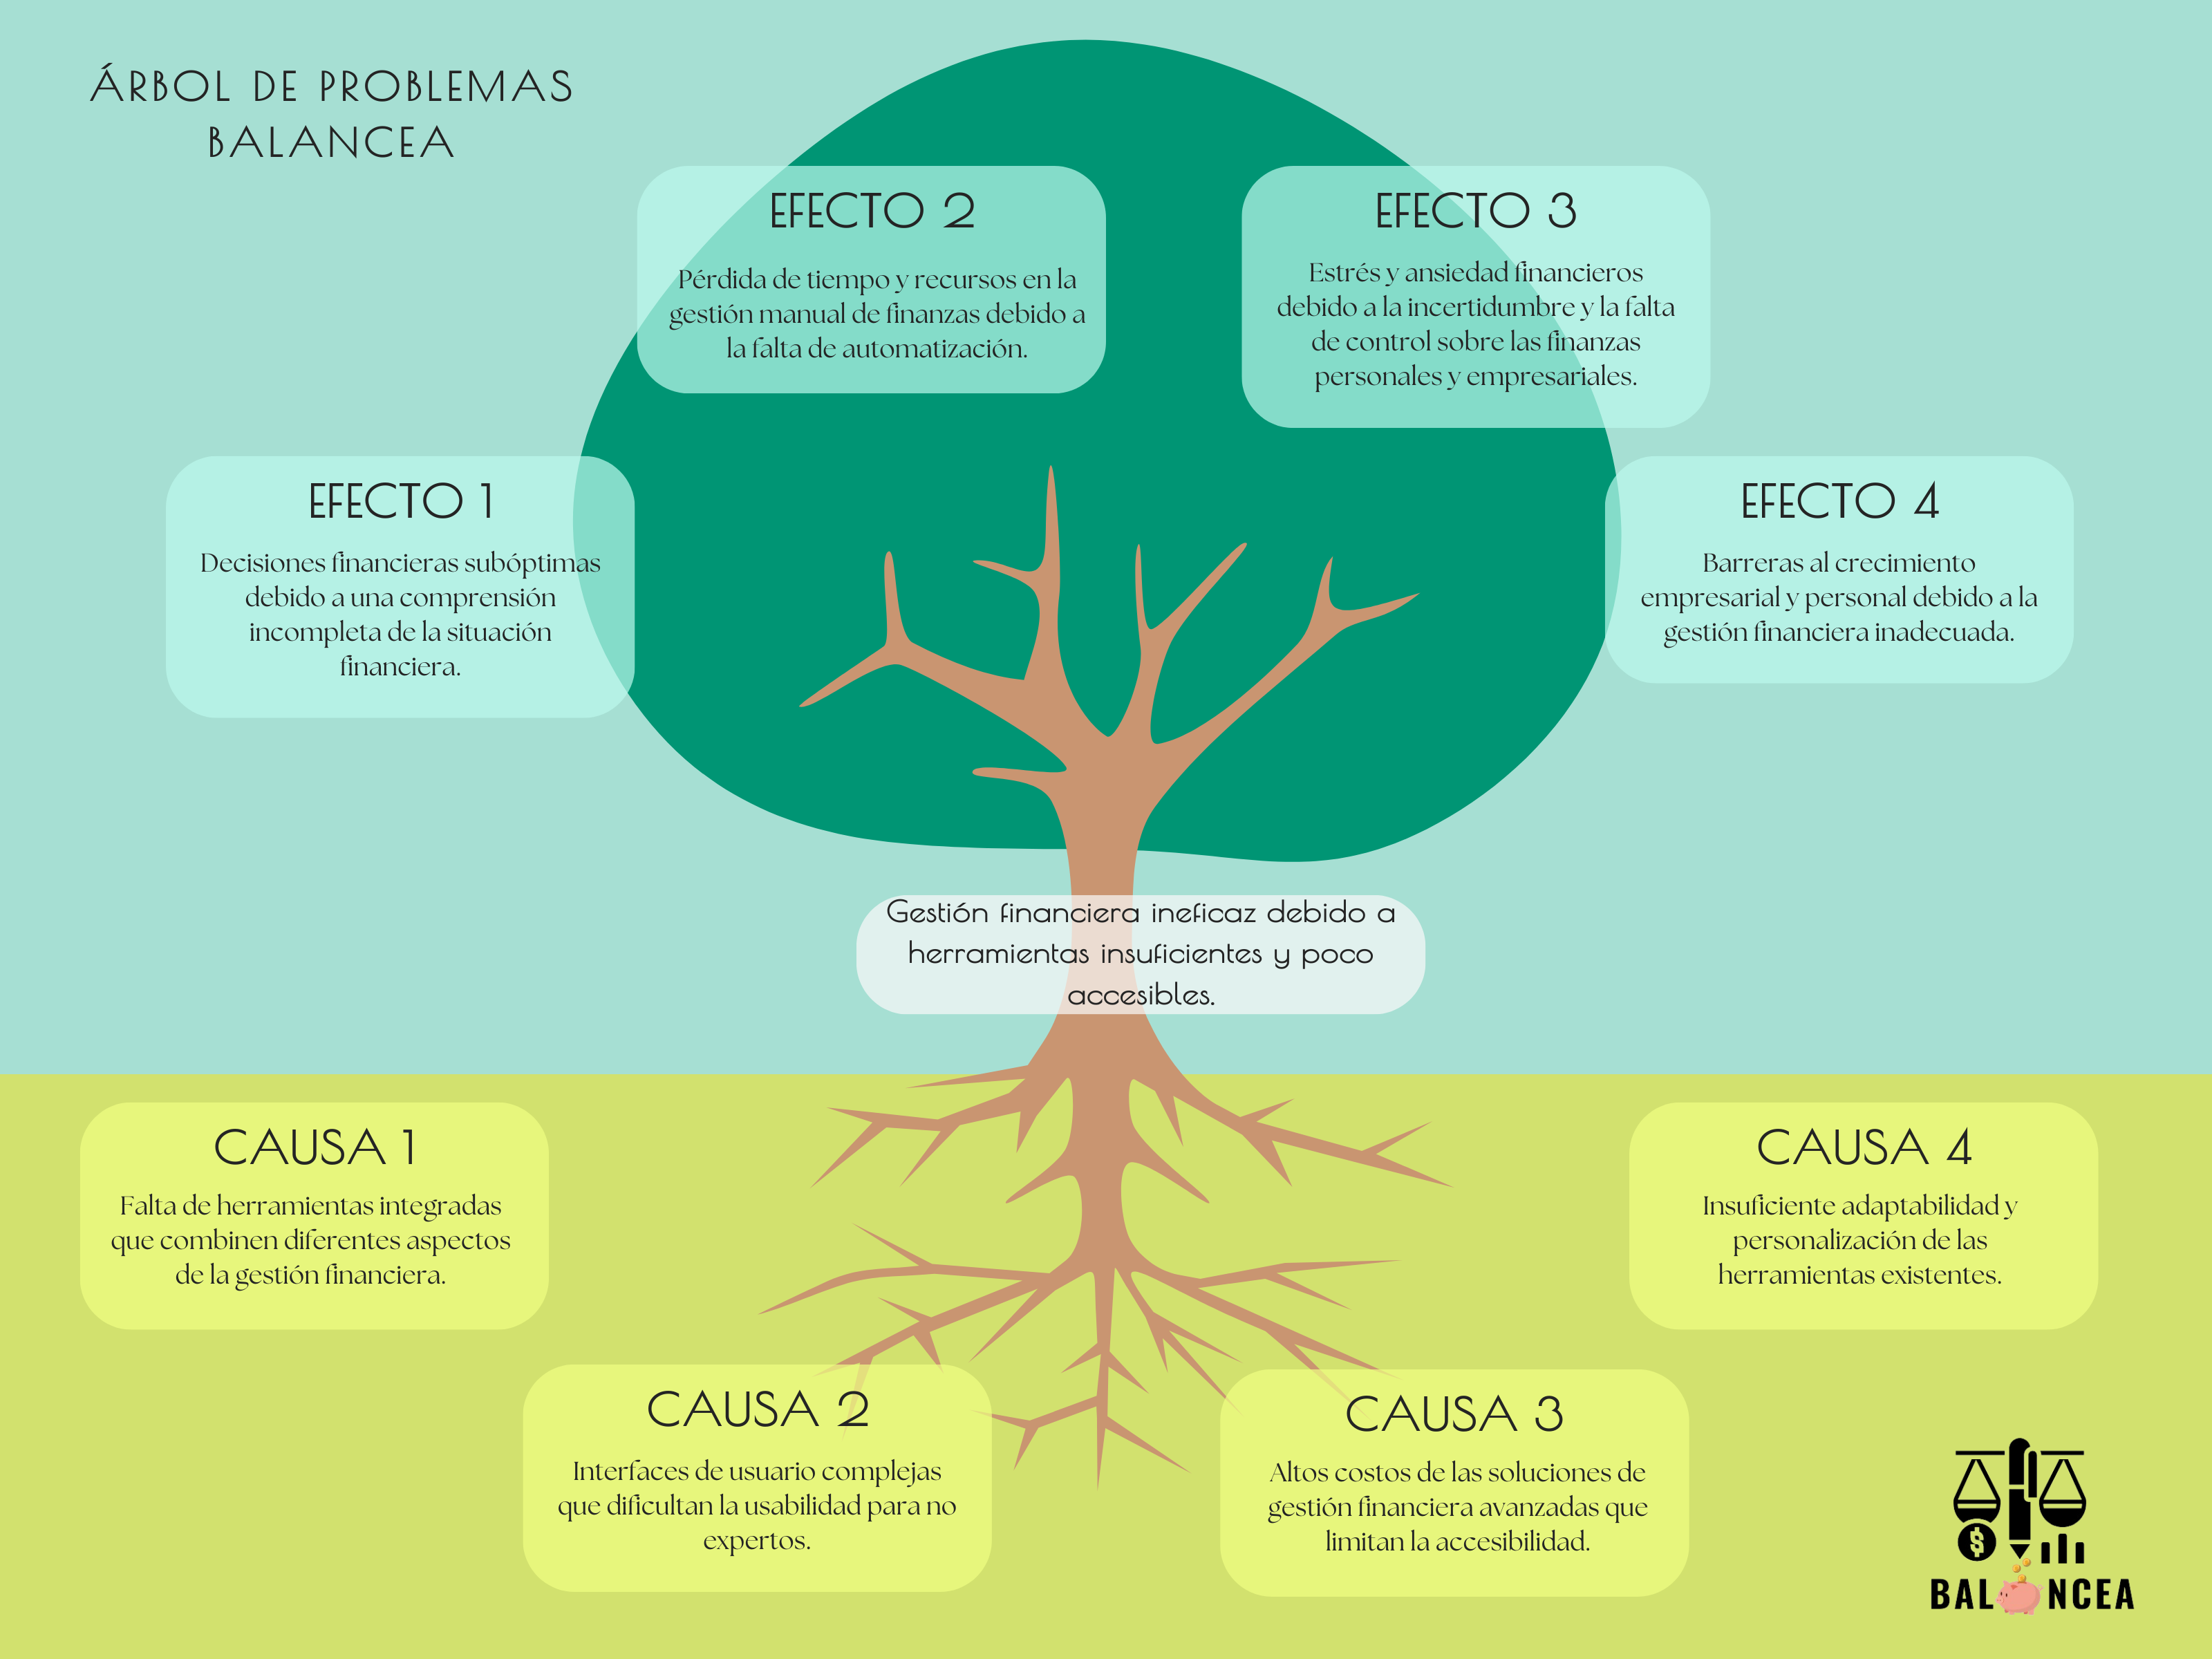 ÁRBOL DE PROBLEMAS
BALANCEA
EFECTO 2
Pérdida de tiempo y recursos en la
gestión manual de finanzas debido a
la falta de automatización.
EFECTO 3
Estrés y ansiedad financieros
debido a la incertidumbre y la falta
de control sobre las finanzas
personales y empresariales.
EFECTO 1
Decisiones financieras subóptimas
debido a una comprensión
incompleta de la situación
financiera.
EFECTO 4
Barreras al crecimiento
empresarial y personal debido a la
gestión financiera inadecuada.
Gestión financiera ineficaz debido a
herramientas insuficientes y poco
accesibles.
CAUSA 1
Falta de herramientas integradas
que combinen diferentes aspectos
de la gestión financiera.
CAUSA 4
Insuficiente adaptabilidad y
personalización de las
herramientas existentes.
CAUSA 2
Interfaces de usuario complejas
que dificultan la usabilidad para no
expertos.
CAUSA 3
Altos costos de las soluciones de
gestión financiera avanzadas que
limitan la accesibilidad.
$
BALANCEA